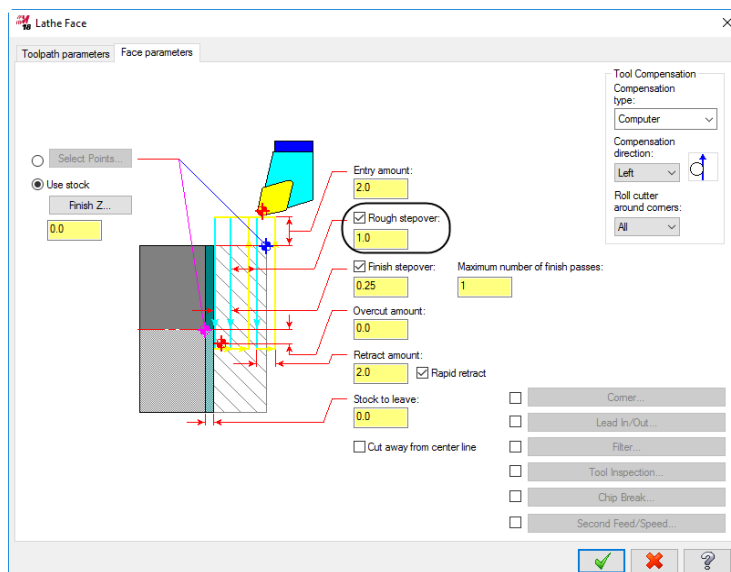 Lathe Face
Toolpath parameters
Face parameters
Select Points...
Use stock
Finish Z...
0.0
Entry amount:
2.0
Rough stepover:
1.0
Finish stepover:
0.25
Maximum number of finish passes:
1
Overcut amount:
0.0
Retract amount:
2.0
Rapid retract
Stock to leave:
0.0
Cut away from center line
Tool Compensation
Compensation
type:
Computer
Compensation
direction:
Left
Roll cutter
around corners:
All
Corner...
Lead In/Out...
Filter...
Tool Inspection...
Chip Break...
Second Feed/Speed...